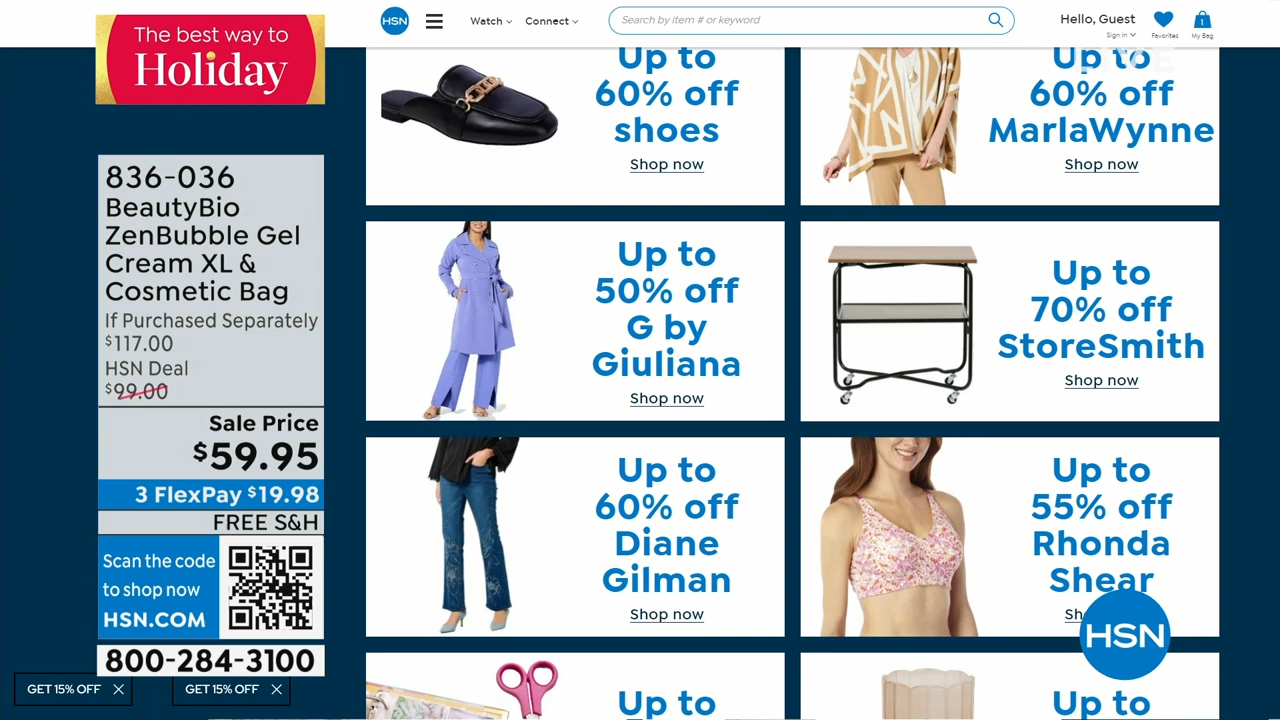 The best way to
Holiday
HSN
Watch
Connect
Search by item # or keyword
Hello, Guest
Sign In
Favorites
1
My Bag
836-036
BeautyBio
ZenBubble Gel
Cream XL &
Cosmetic Bag
If Purchased Separately
$117.00
HSN Deal
$99.00
Sale Price
$59.95
3 FlexPay $19.98
FREE S&H
Scan the code
to shop now
HSN.COM
800-284-3100
GET 15% OFF
GET 15% OFF
Up to
60% off
shoes
Shop now
Up to
60% off
MarlaWynne
Shop now
Up to
50% off
G by
Giuliana
Shop now
Up to
70% off
StoreSmith
Shop now
Up to
60% off
Diane
Gilman
Shop now
Up to
55% off
Rhonda
Shear
Sh
HSN
Up to
Up to